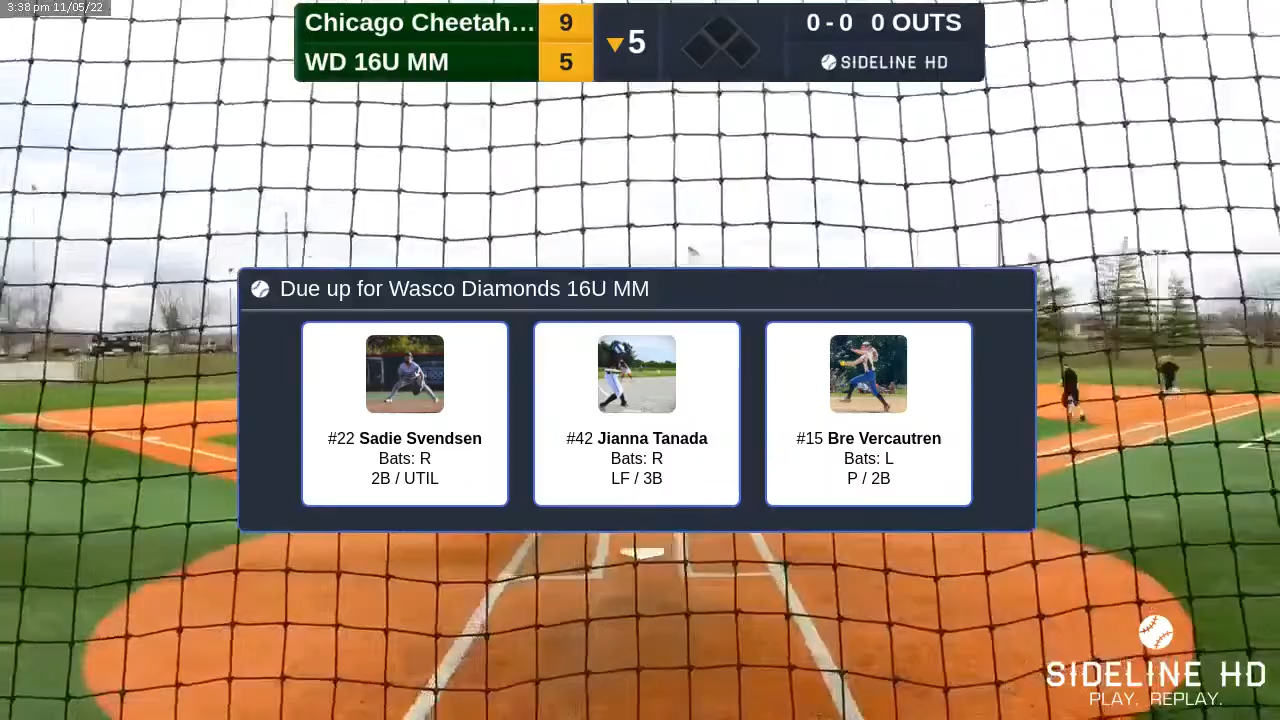 3:38 pm 11/05/22
Chicago Cheetah... 9
WD 16U MM 5
5
0 - 0 0 OUTS
SIDELINE HD
Due up for Wasco Diamonds 16U MM
#22 Sadie Svendsen
Bats: R
2B / UTIL
#42 Jianna Tanada
Bats: R
LF / 3B
#15 Bre Vercautren
Bats: L
P / 2B
SIDELINE HD
PLAY. REPLAY.